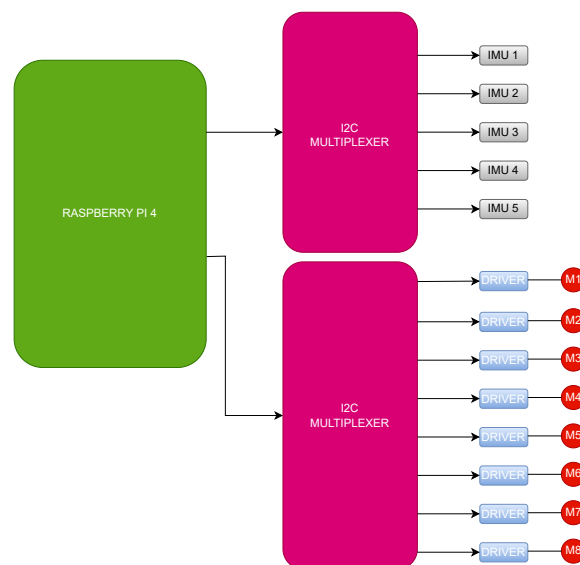 RASPBERRY PI 4
I2C
MULTIPLEXER
IMU 1
IMU 2
IMU 3
IMU 4
IMU 5
I2C
MULTIPLEXER
DRIVER M1
DRIVER M2
DRIVER M3
DRIVER M4
DRIVER M5
DRIVER M6
DRIVER M7
DRIVER M8